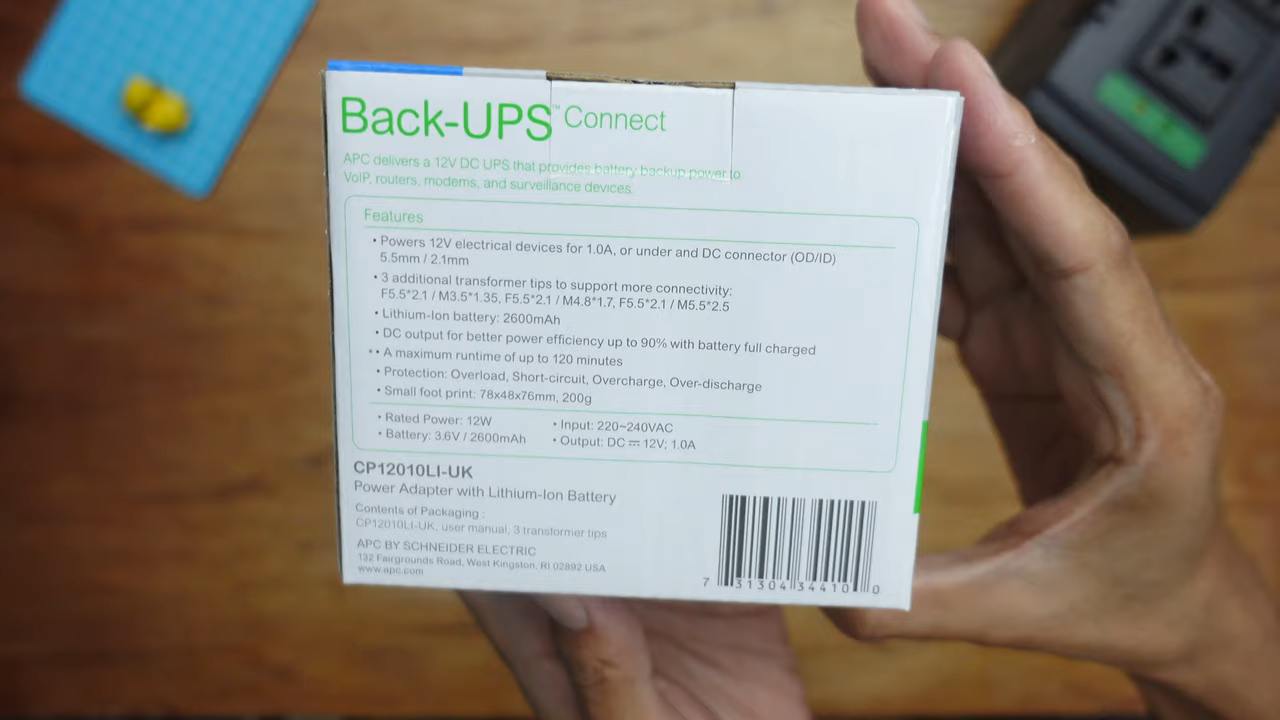 Back-UPS™ Connect
APC delivers a 12V DC UPS that provides battery backup power to
VoIP, routers, modems, and surveillance devices.
Features
• Powers 12V electrical devices for 1.0A, or under and DC connector (OD/ID)
5.5mm / 2.1mm
• 3 additional transformer tips to support more connectivity:
F5.5*2.1 / M3.5*1.35, F5.5*2.1 / M4.8*1.7, F5.5*2.1 / M5.5*2.5
• Lithium-Ion battery: 2600mAh
• DC output for better power efficiency up to 90% with battery full charged
• • A maximum runtime of up to 120 minutes
• Protection: Overload, Short-circuit, Overcharge, Over-discharge
• Small foot print: 78x48x76mm, 200g
• Rated Power: 12W
• Battery: 3.6V / 2600mAh
• Input: 220~240VAC
• Output: DC ⎓ 12V; 1.0A
CP12010LI-UK
Power Adapter with Lithium-Ion Battery
Contents of Packaging :
CP12010LI-UK, user manual, 3 transformer tips
APC BY SCHNEIDER ELECTRIC
132 Fairgrounds Road, West Kingston, RI 02892 USA
www.apc.com
7 31304 34410 0